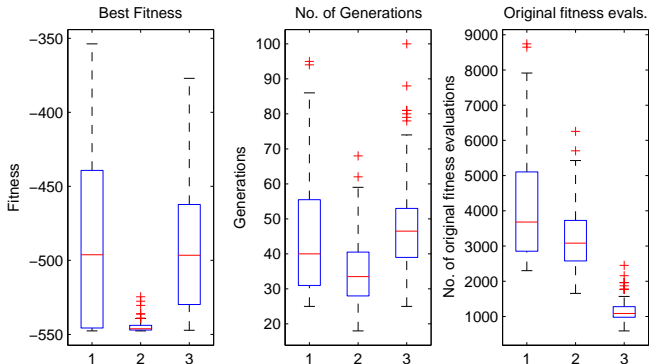 Best Fitness
No. of Generations
Original fitness evals.
Fitness
−350
−400
−450
−500
−550
1 2 3
Generations
100
90
80
70
60
50
40
30
20
1 2 3
No. of original fitness evaluations
9000
8000
7000
6000
5000
4000
3000
2000
1000
1 2 3